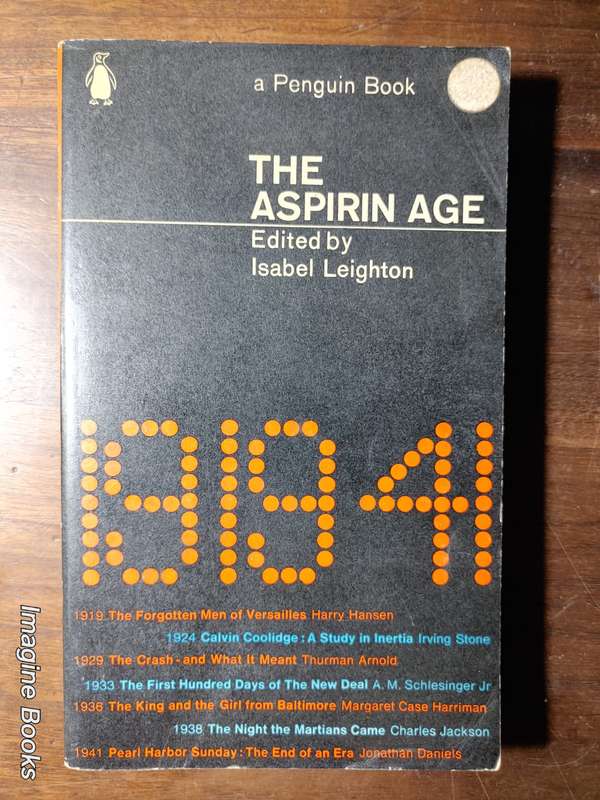 a Penguin Book
THE
ASPIRIN AGE
Edited by
Isabel Leighton
1919 1941
1919 The Forgotten Men of Versailles Harry Hansen
1924 Calvin Coolidge : A Study in Inertia Irving Stone
1929 The Crash - and What It Meant Thurman Arnold
1933 The First Hundred Days of The New Deal A. M. Schlesinger Jr
1936 The King and the Girl from Baltimore Margaret Case Harriman
1938 The Night the Martians Came Charles Jackson
1941 Pearl Harbor Sunday : The End of an Era Jonathan Daniels
Imagine Books